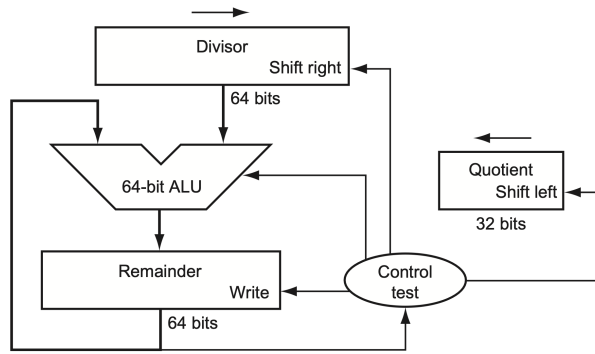 Divisor
Shift right
64 bits
64-bit ALU
Quotient
Shift left
32 bits
Remainder
Write
64 bits
Control
test